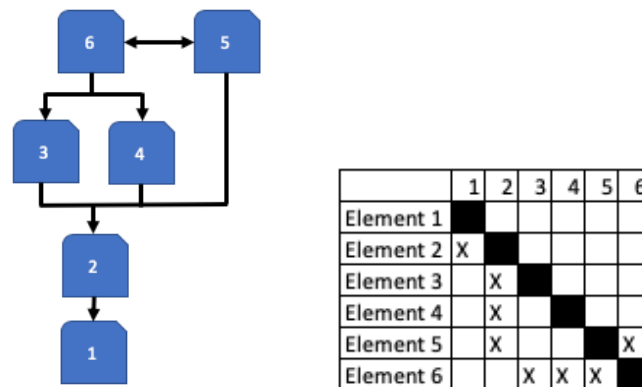 6 5
3 4
2
1
1 2 3 4 5 6
Element 1
Element 2 X
Element 3 X
Element 4 X
Element 5 X X
Element 6 X X X